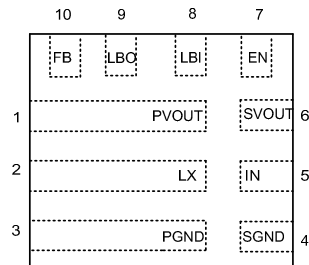 10 9 8 7
FB LBO LBI EN
1 PVOUT SVOUT 6
2 LX IN 5
3 PGND SGND 4